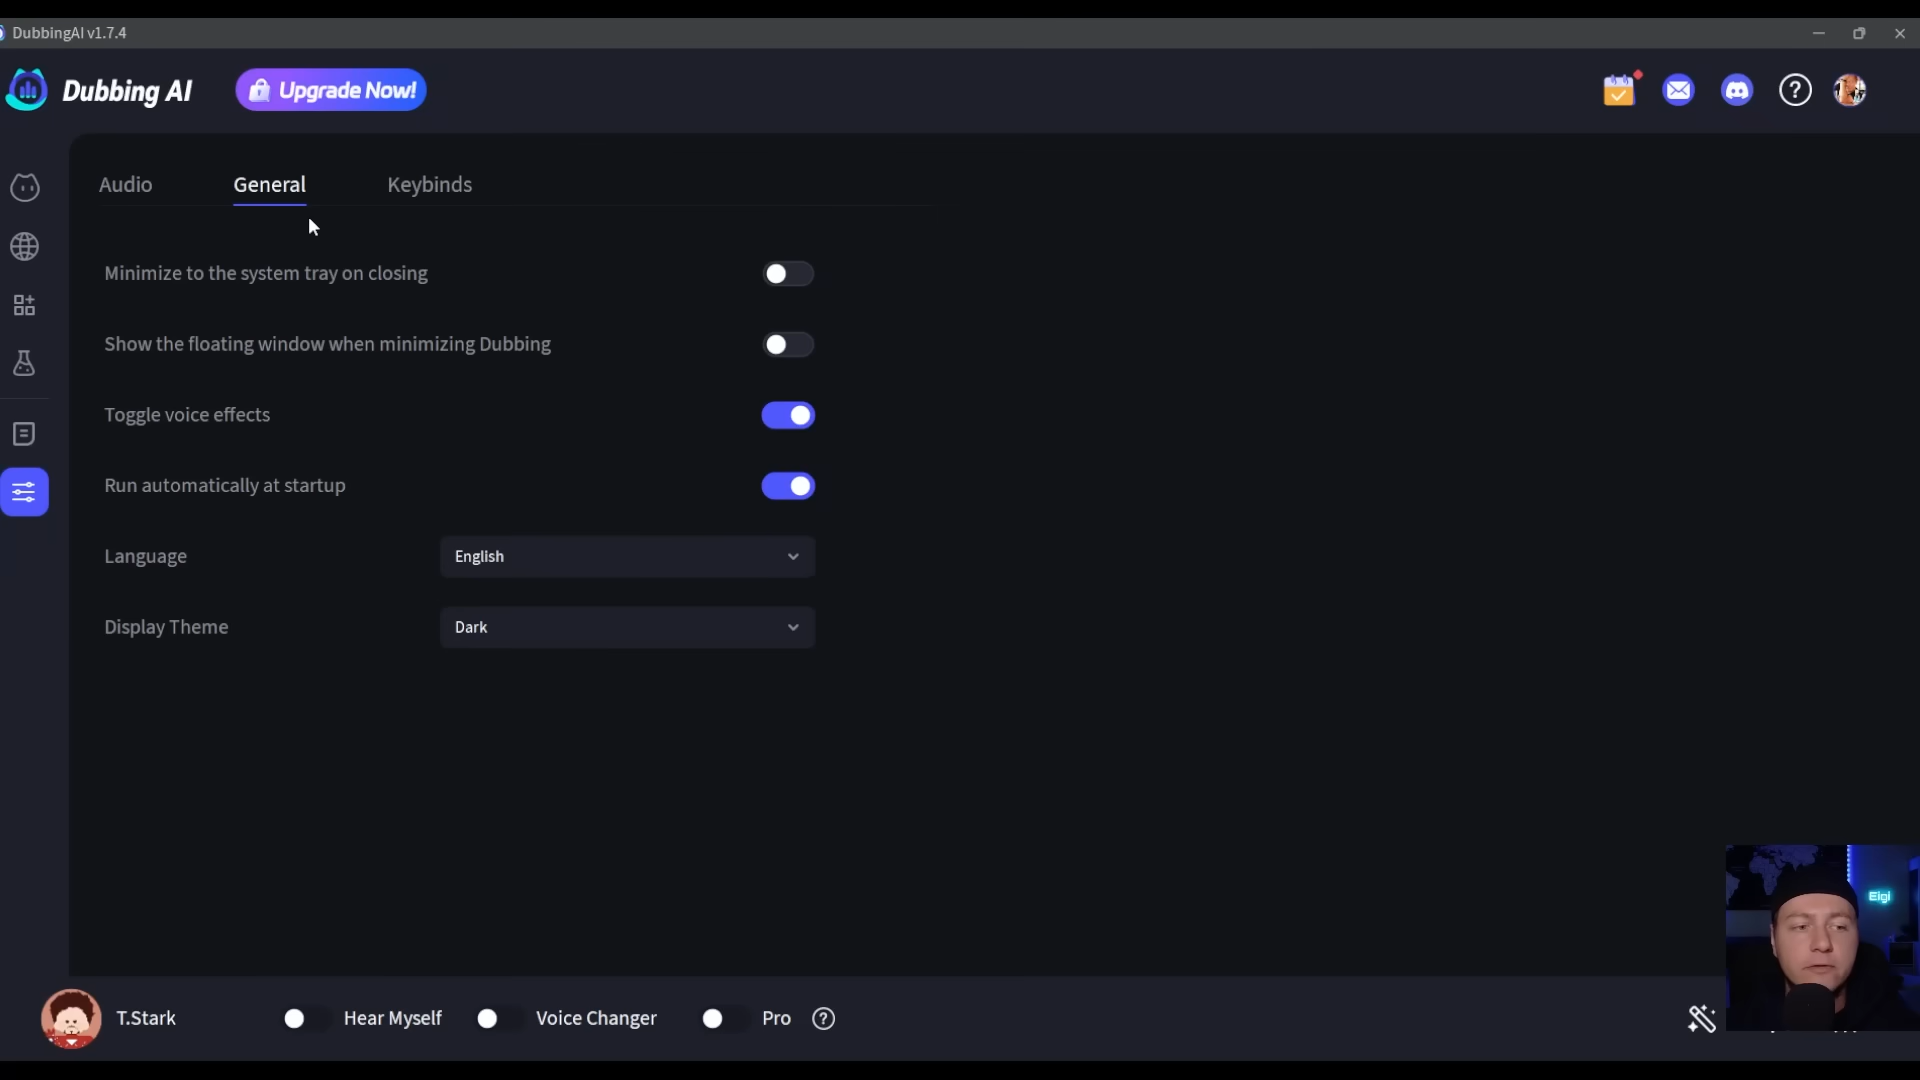 DubbingAI v1.7.4
Dubbing AI
Upgrade Now!
Audio
General
Keybinds
Minimize to the system tray on closing
Show the floating window when minimizing Dubbing
Toggle voice effects
Run automatically at startup
Language
English
Display Theme
Dark
Eigi
T.Stark
Hear Myself
Voice Changer
Pro